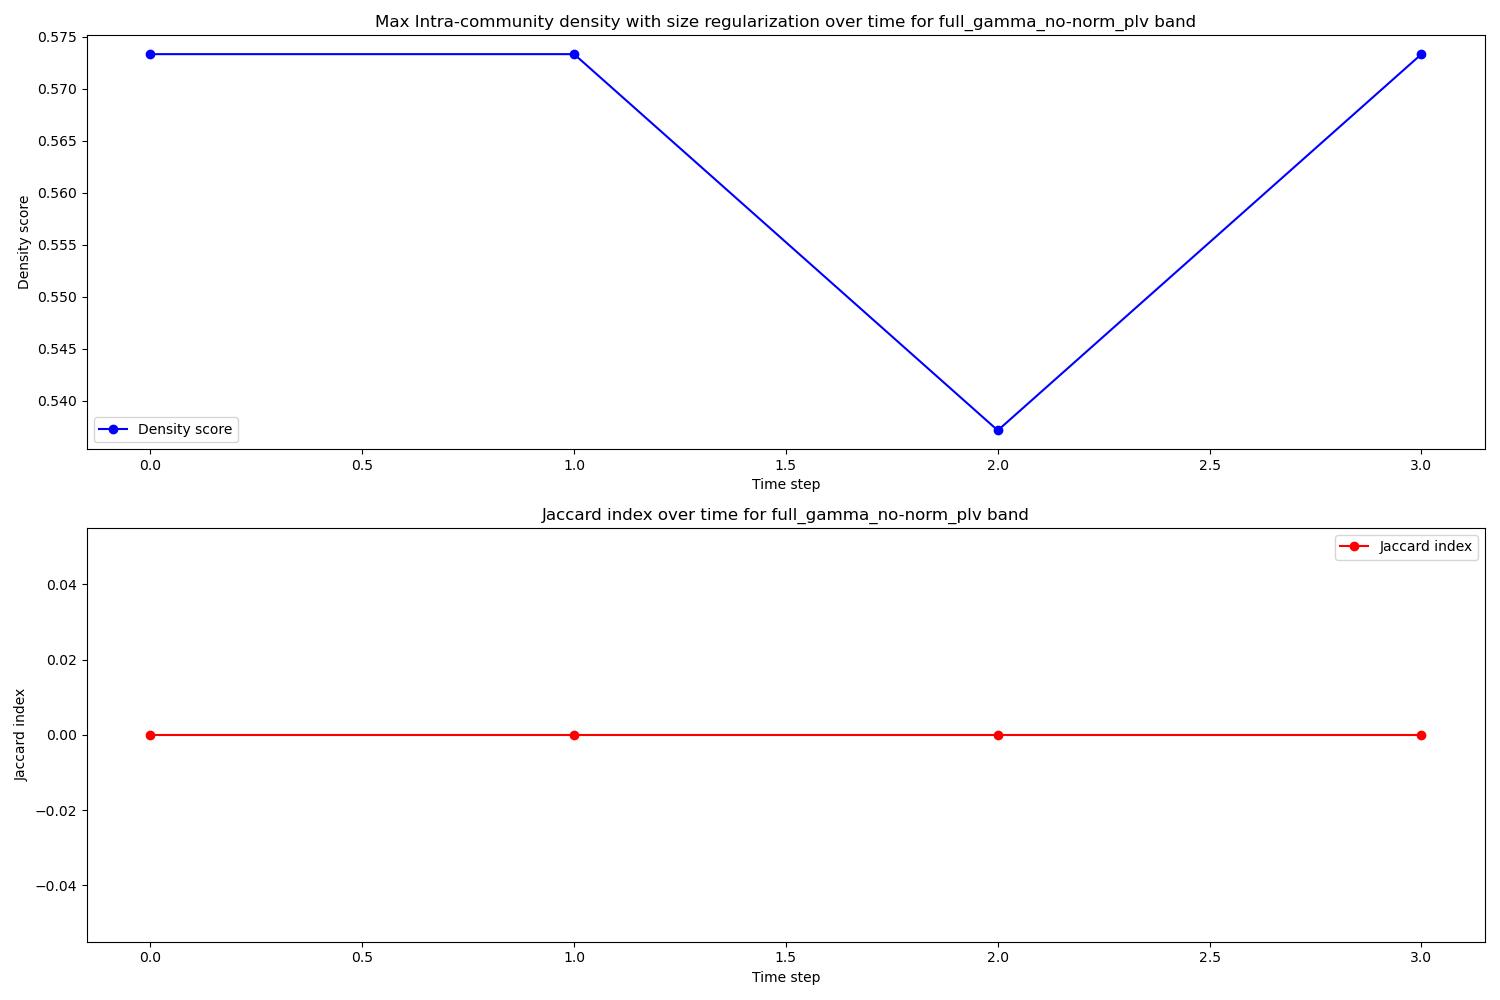 Max Intra-community density with size regularization over time for full_gamma_no-norm_plv band
0.575
0.570
0.565
0.560
0.555
0.550
0.545
0.540
Density score
Density score
0.0 0.5 1.0 1.5 2.0 2.5 3.0
Time step
Jaccard index over time for full_gamma_no-norm_plv band
Jaccard index
0.04
0.02
0.00
−0.02
−0.04
Jaccard index
0.0 0.5 1.0 1.5 2.0 2.5 3.0
Time step